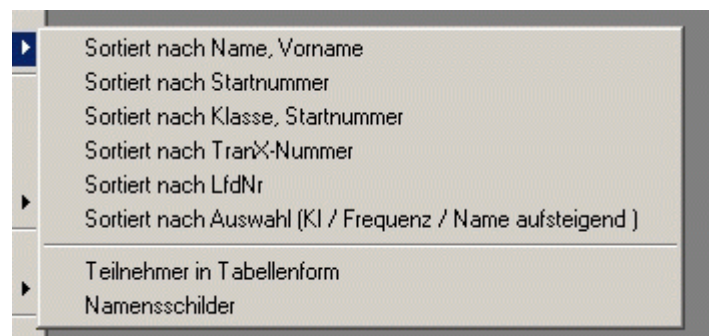 Sortiert nach Name, Vorname
Sortiert nach Startnummer
Sortiert nach Klasse, Startnummer
Sortiert nach TranX-Nummer
Sortiert nach LfdNr
Sortiert nach Auswahl (Kl / Frequenz / Name aufsteigend )
Teilnehmer in Tabellenform
Namensschilder